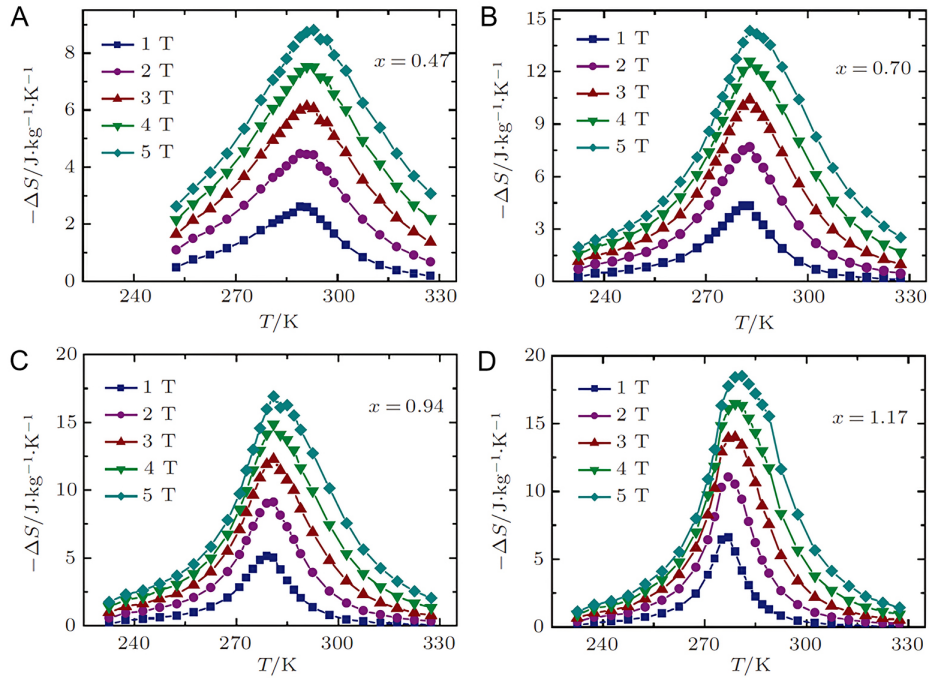 A
x = 0.47
1 T
2 T
3 T
4 T
5 T
−ΔS/J·kg⁻¹·K⁻¹
8
6
4
2
0
240 270 300 330
T/K
B
x = 0.70
1 T
2 T
3 T
4 T
5 T
−ΔS/J·kg⁻¹·K⁻¹
15
12
9
6
3
0
240 270 300 330
T/K
C
x = 0.94
1 T
2 T
3 T
4 T
5 T
−ΔS/J·kg⁻¹·K⁻¹
20
15
10
5
0
240 270 300 330
T/K
D
x = 1.17
1 T
2 T
3 T
4 T
5 T
−ΔS/J·kg⁻¹·K⁻¹
20
15
10
5
0
240 270 300 330
T/K